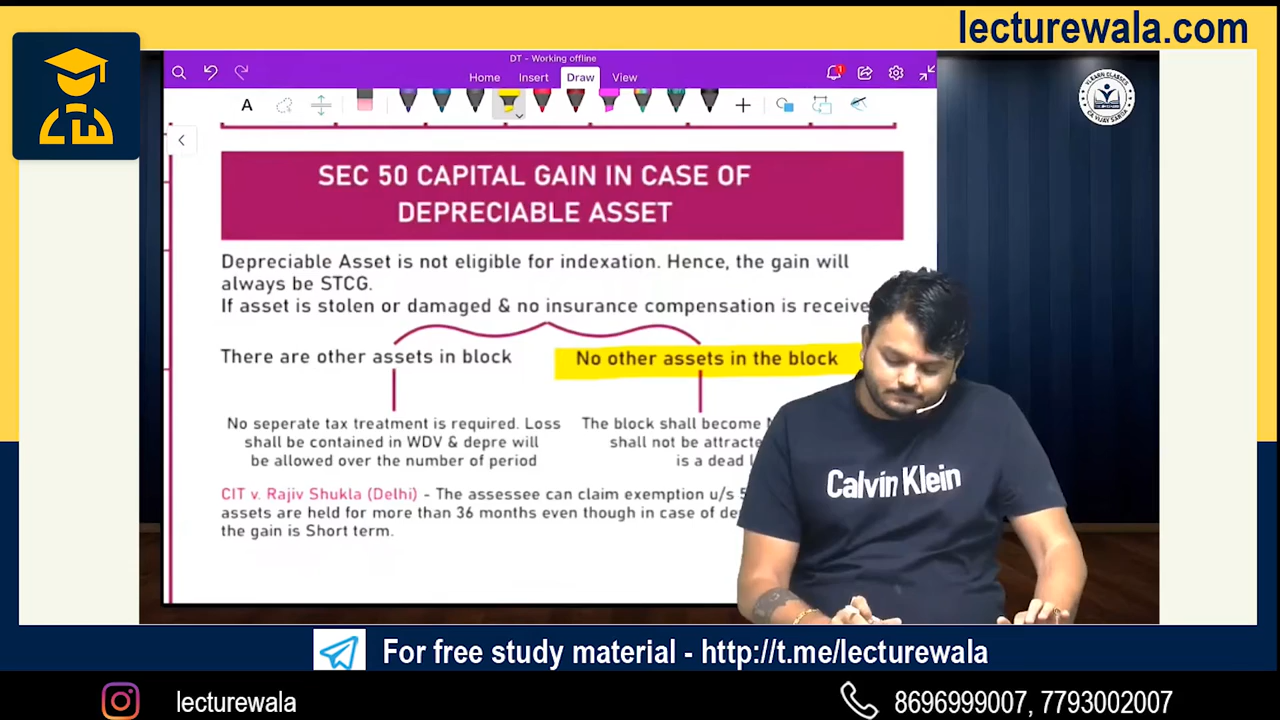 lecturewala.com
DT - Working offline
Home Insert Draw View
1
A
SEC 50 CAPITAL GAIN IN CASE OF
DEPRECIABLE ASSET
Depreciable Asset is not eligible for indexation. Hence, the gain will
always be STCG.
If asset is stolen or damaged & no insurance compensation is receive
There are other assets in block
No other assets in the block
No seperate tax treatment is required. Loss
shall be contained in WDV & depre will
be allowed over the number of period
The block shall become
shall not be attracte
is a dead
CIT v. Rajiv Shukla (Delhi) - The assessee can claim exemption u/s 5
assets are held for more than 36 months even though in case of de
the gain is Short term.
Calvin Klein
For free study material - http://t.me/lecturewala
lecturewala
8696999007, 7793002007